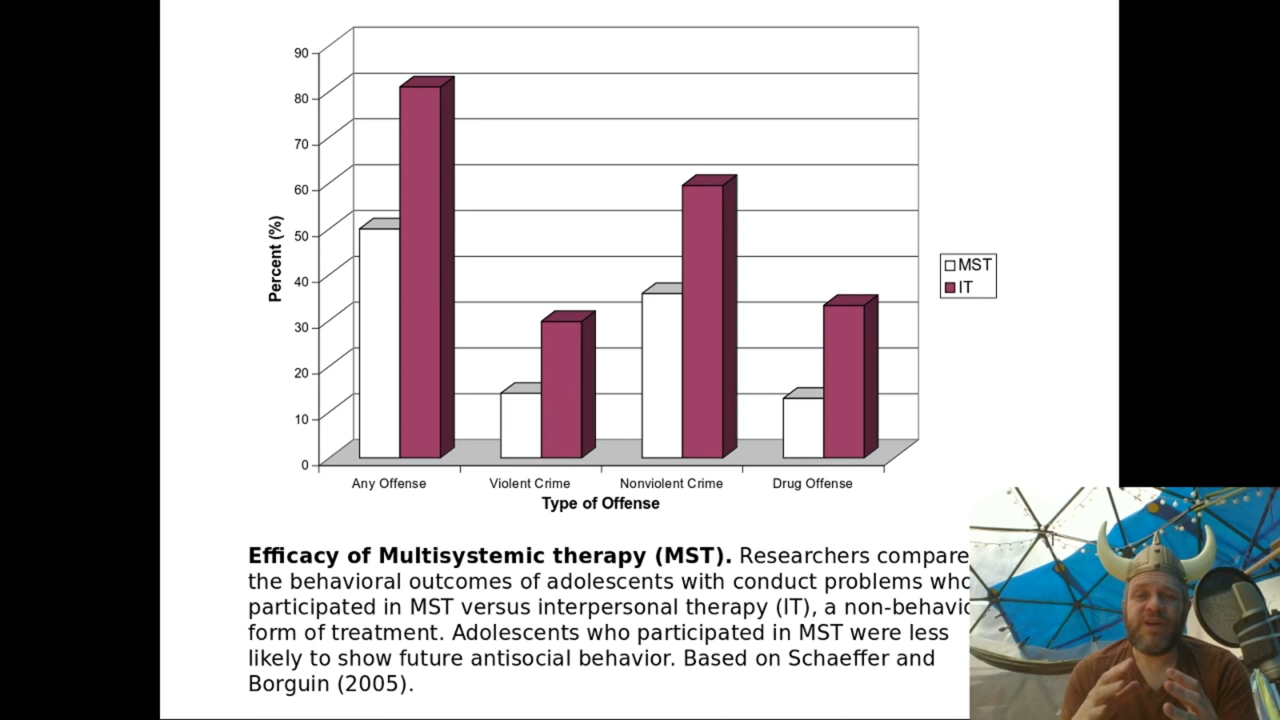 90
80
70
60
50
40
30
20
10
0
Percent (%)
Any Offense Violent Crime Nonviolent Crime Drug Offense
Type of Offense
MST
IT
Efficacy of Multisystemic therapy (MST). Researchers compare
the behavioral outcomes of adolescents with conduct problems who
participated in MST versus interpersonal therapy (IT), a non-behavio
form of treatment. Adolescents who participated in MST were less
likely to show future antisocial behavior. Based on Schaeffer and
Borguin (2005).